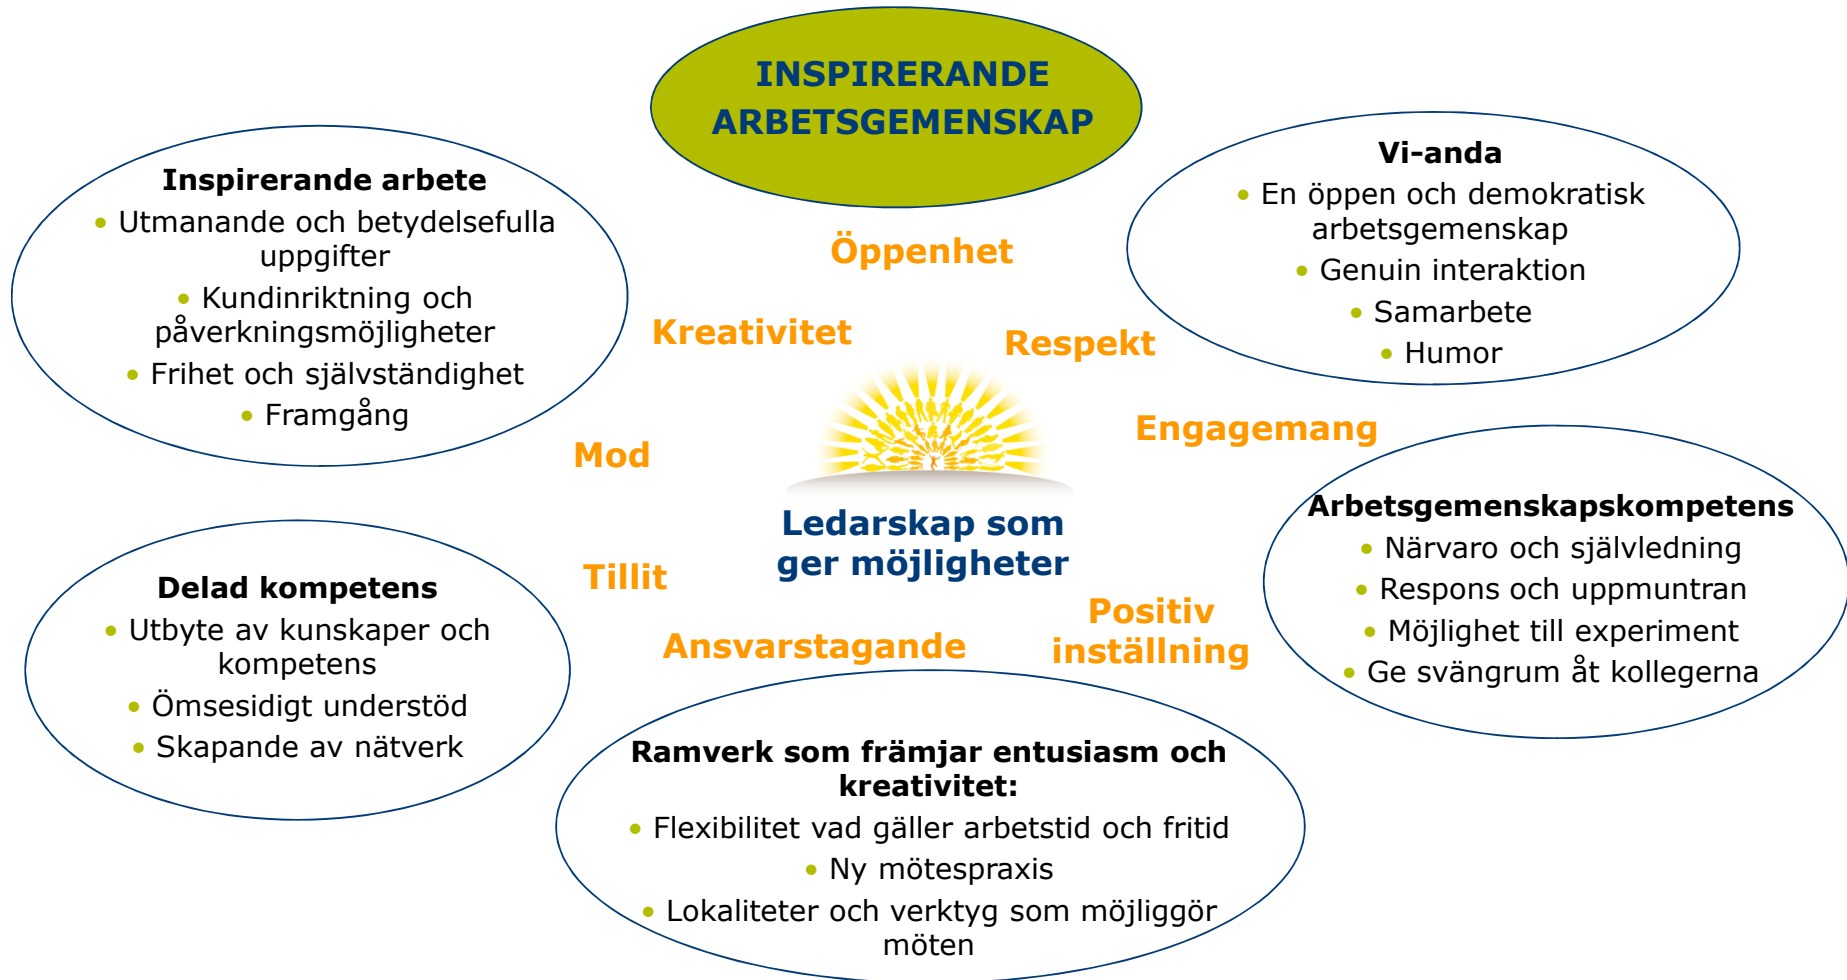 INSPIRERANDE
ARBETSGEMENSKAP
Inspirerande arbete
• Utmanande och betydelsefulla
uppgifter
• Kundinriktning och
påverkningsmöjligheter
• Frihet och självständighet
• Framgång
Vi-anda
• En öppen och demokratisk
arbetsgemenskap
• Genuin interaktion
• Samarbete
• Humor
Öppenhet
Kreativitet
Respekt
Engagemang
Mod
Ledarskap som
ger möjligheter
Tillit
Ansvarstagande
Positiv
inställning
Arbetsgemenskapskompetens
• Närvaro och självledning
• Respons och uppmuntran
• Möjlighet till experiment
• Ge svängrum åt kollegerna
Delad kompetens
• Utbyte av kunskaper och
kompetens
• Ömsesidigt understöd
• Skapande av nätverk
Ramverk som främjar entusiasm och
kreativitet:
• Flexibilitet vad gäller arbetstid och fritid
• Ny mötespraxis
• Lokaliteter och verktyg som möjliggör
möten